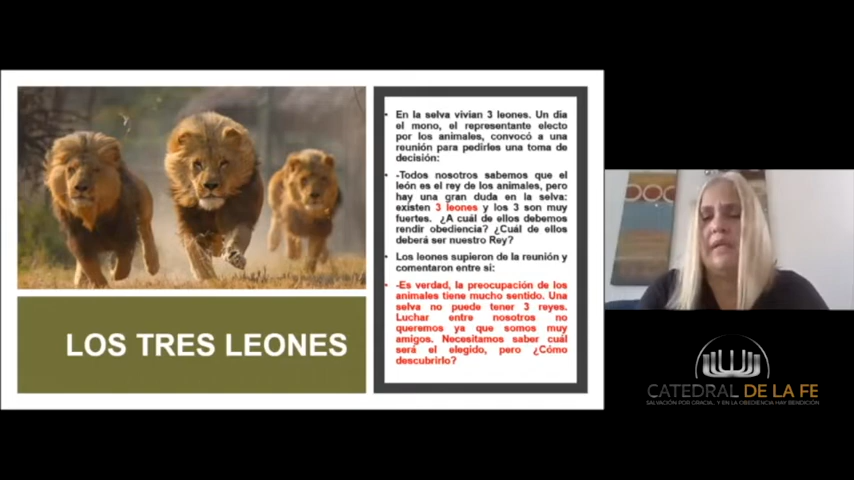 LOS TRES LEONES
• En la selva vivian 3 leones. Un día
el mono, el representante electo
por los animales, convocó a una
reunión para pedirles una toma de
decisión:
• -Todos nosotros sabemos que el
león es el rey de los animales, pero
hay una gran duda en la selva:
existen 3 leones y los 3 son muy
fuertes. ¿A cuál de ellos debemos
rendir obediencia? ¿Cuál de ellos
deberá ser nuestro Rey?
• Los leones supieron de la reunión y
comentaron entre si:
• -Es verdad, la preocupación de los
animales tiene mucho sentido. Una
selva no puede tener 3 reyes.
Luchar entre nosotros no
queremos ya que somos muy
amigos. Necesitamos saber cuál
será el elegido, pero ¿Cómo
descubrirlo?
CATEDRAL DE LA FE
SALVACIÓN POR GRACIA, Y EN LA OBEDIENCIA HAY BENDICIÓN